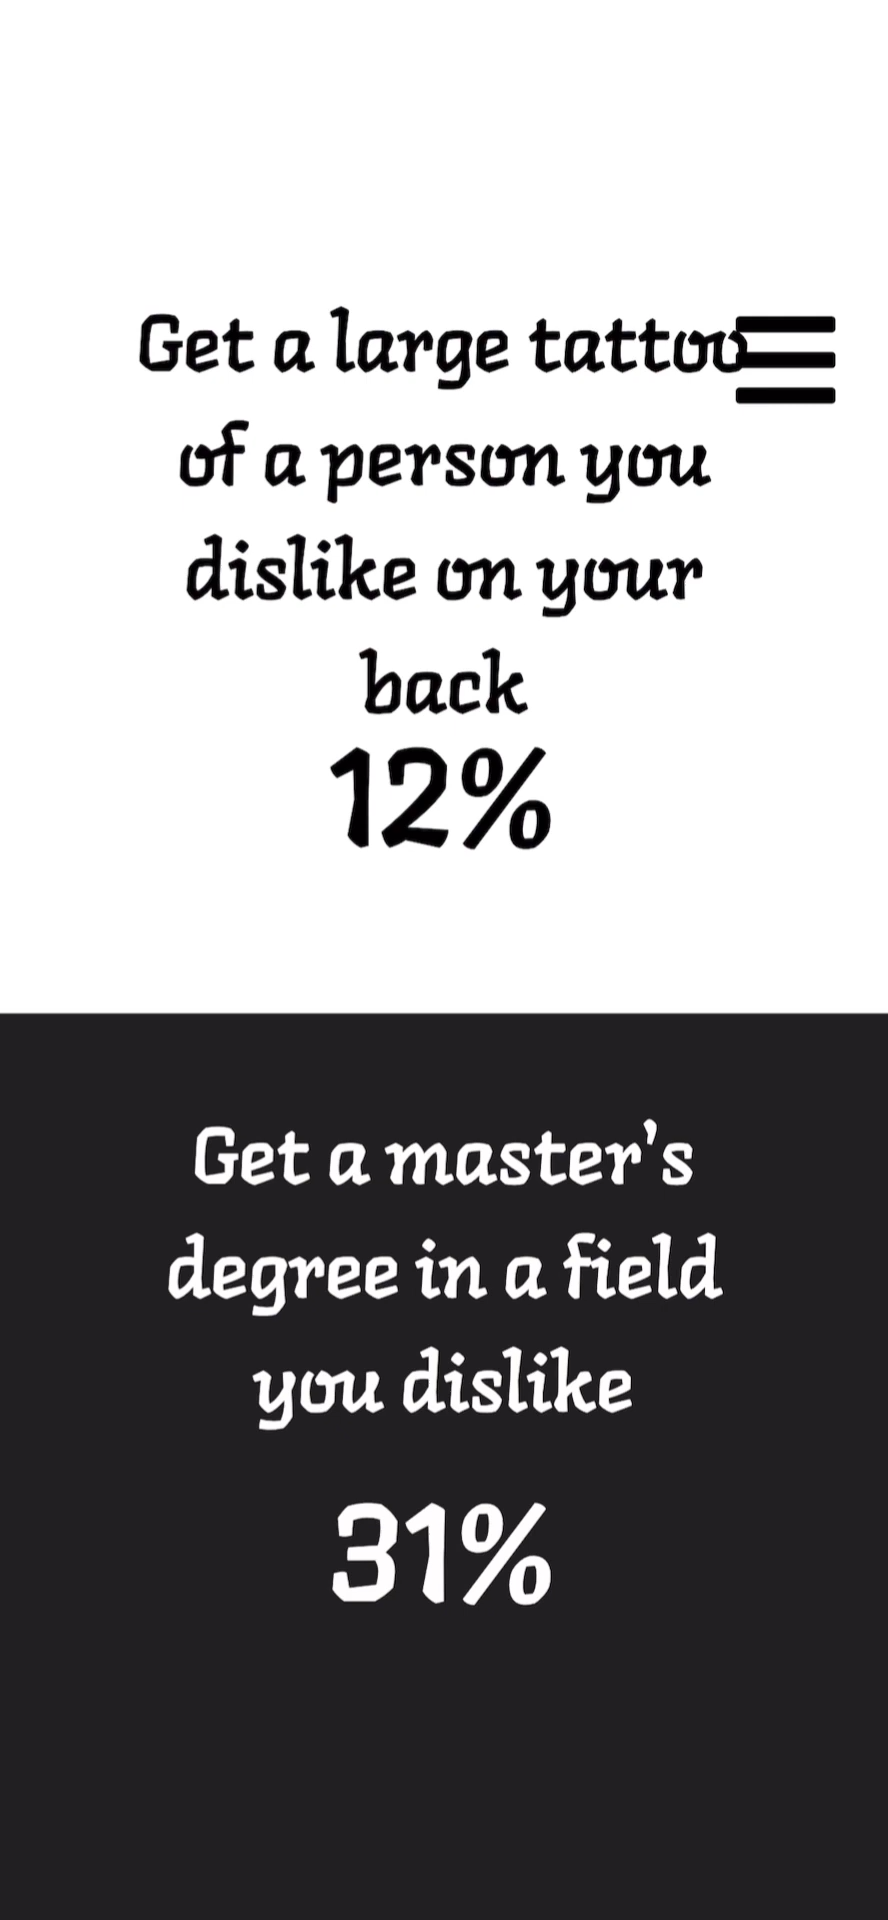 Get a large tattoo
of a person you
dislike on your
back
12%
Get a master's
degree in a field
you dislike
31%